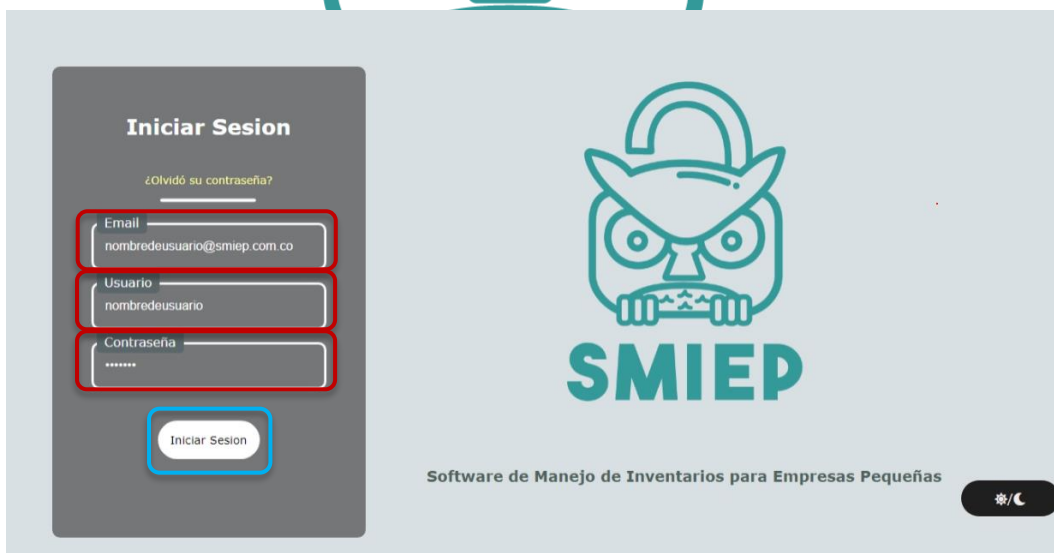 Iniciar Sesion
¿Olvidó su contraseña?
Email
nombredeusuario@smiep.com.co
Usuario
nombredeusuario
Contraseña
•••••••
Iniciar Sesion
SMIEP
Software de Manejo de Inventarios para Empresas Pequeñas
/